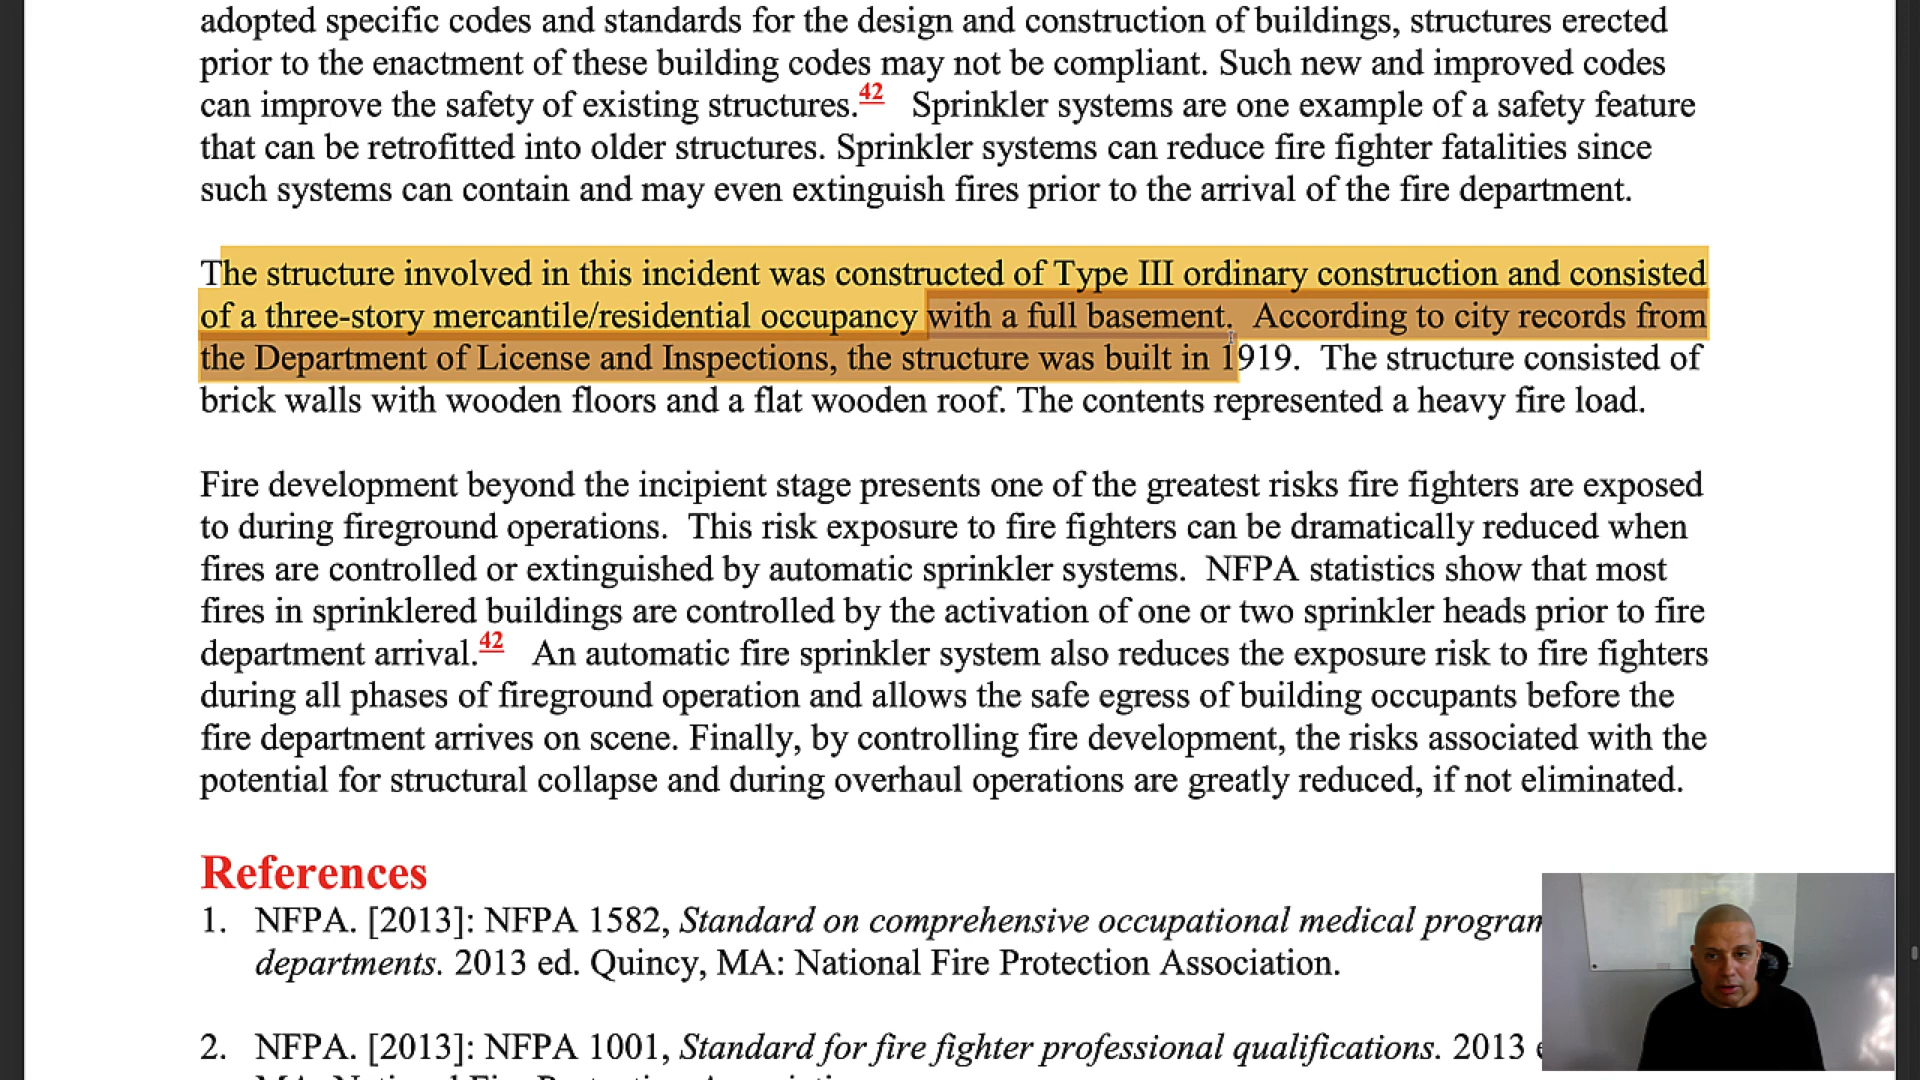 adopted specific codes and standards for the design and construction of buildings, structures erected
prior to the enactment of these building codes may not be compliant. Such new and improved codes
can improve the safety of existing structures.42 Sprinkler systems are one example of a safety feature
that can be retrofitted into older structures. Sprinkler systems can reduce fire fighter fatalities since
such systems can contain and may even extinguish fires prior to the arrival of the fire department.
The structure involved in this incident was constructed of Type III ordinary construction and consisted
of a three-story mercantile/residential occupancy with a full basement. According to city records from
the Department of License and Inspections, the structure was built in 1919. The structure consisted of
brick walls with wooden floors and a flat wooden roof. The contents represented a heavy fire load.
Fire development beyond the incipient stage presents one of the greatest risks fire fighters are exposed
to during fireground operations. This risk exposure to fire fighters can be dramatically reduced when
fires are controlled or extinguished by automatic sprinkler systems. NFPA statistics show that most
fires in sprinklered buildings are controlled by the activation of one or two sprinkler heads prior to fire
department arrival.42 An automatic fire sprinkler system also reduces the exposure risk to fire fighters
during all phases of fireground operation and allows the safe egress of building occupants before the
fire department arrives on scene. Finally, by controlling fire development, the risks associated with the
potential for structural collapse and during overhaul operations are greatly reduced, if not eliminated.
References
1. NFPA. [2013]: NFPA 1582, Standard on comprehensive occupational medical program
departments. 2013 ed. Quincy, MA: National Fire Protection Association.
2. NFPA. [2013]: NFPA 1001, Standard for fire fighter professional qualifications. 2013